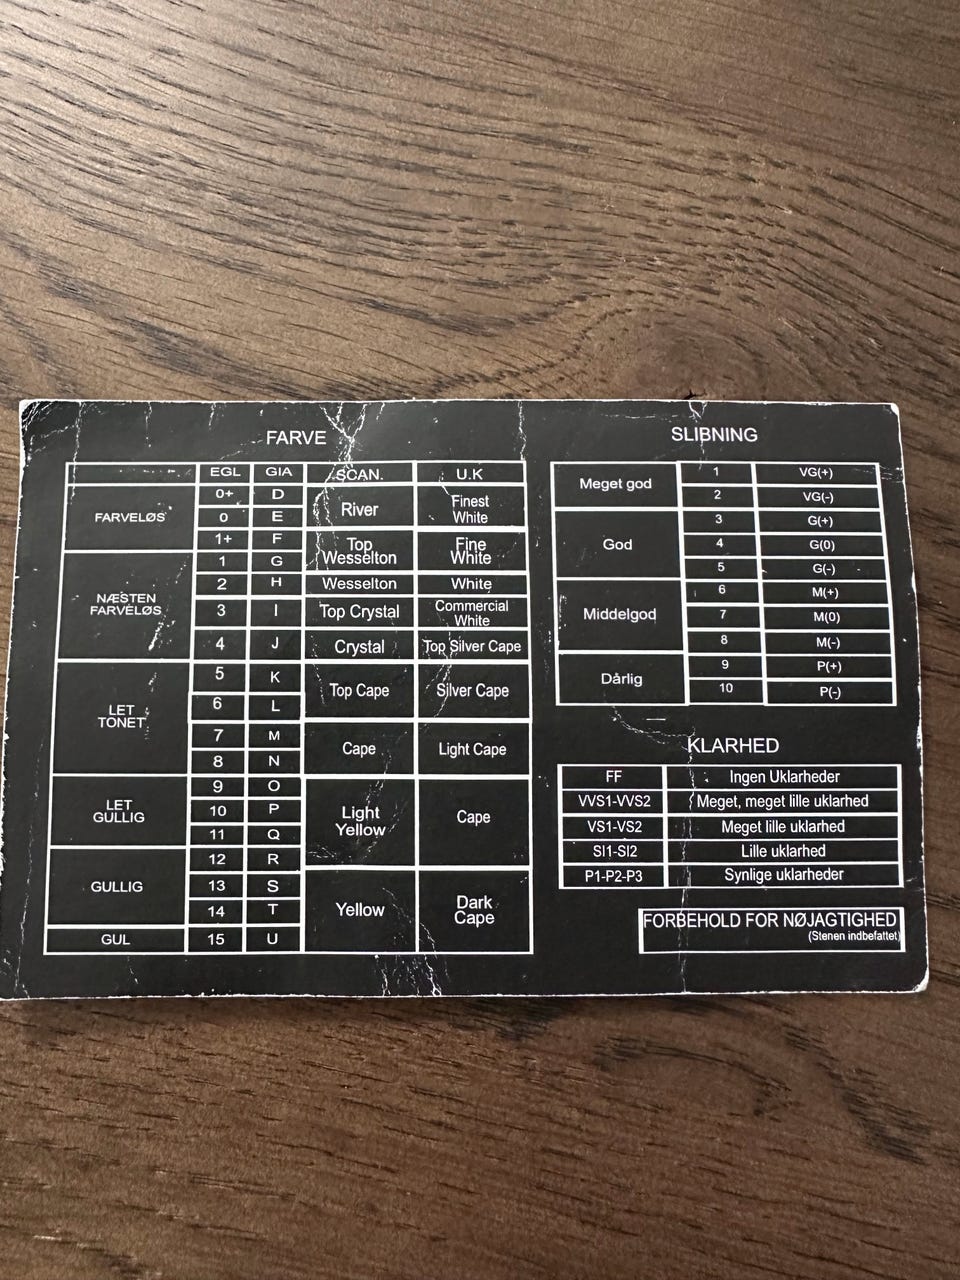 FARVE
EGL GIA SCAN. U.K
FARVELØS
0+ D
0 E
River
Finest
White
1+ F
Top
Wesselton
Fine
White
NÆSTEN
FARVELØS
1 G
2 H Wesselton White
3 I Top Crystal
Commercial
White
4 J Crystal Top Silver Cape
LET
TONET
5 K
6 L
Top Cape Silver Cape
7 M
8 N
Cape Light Cape
LET
GULLIG
9 O
10 P
11 Q
Light
Yellow
Cape
GULLIG
12 R
13 S
14 T
Yellow
Dark
Cape
GUL 15 U
SLIBNING
Meget god
1 VG(+)
2 VG(-)
God
3 G(+)
4 G(0)
5 G(-)
Middelgod
6 M(+)
7 M(0)
8 M(-)
Dårlig
9 P(+)
10 P(-)
KLARHED
FF Ingen Uklarheder
VVS1-VVS2 Meget, meget lille uklarhed
VS1-VS2 Meget lille uklarhed
SI1-SI2 Lille uklarhed
P1-P2-P3 Synlige uklarheder
FORBEHOLD FOR NØJAGTIGHED
(Stenen indbefattet)